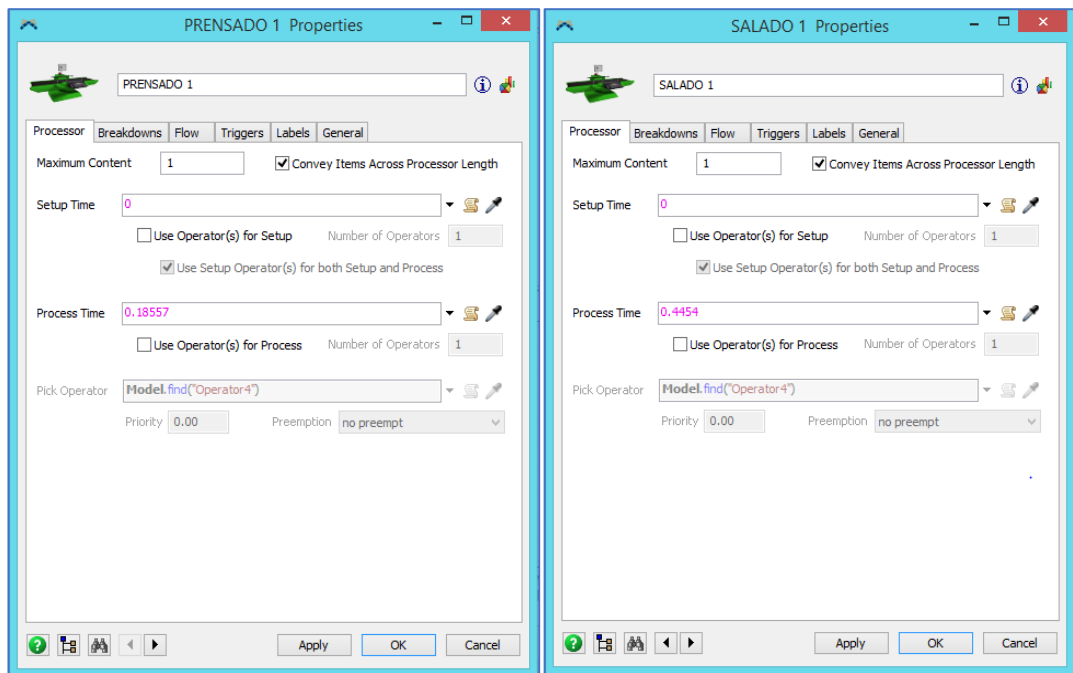 PRENSADO 1 Properties
PRENSADO 1
Processor Breakdowns Flow Triggers Labels General
Maximum Content 1 Convey Items Across Processor Length
Setup Time 0
Use Operator(s) for Setup Number of Operators 1
Use Setup Operator(s) for both Setup and Process
Process Time 0.18557
Use Operator(s) for Process Number of Operators 1
Pick Operator Model.find("Operator4")
Priority 0.00 Preemption no preempt
Apply OK Cancel
SALADO 1 Properties
SALADO 1
Processor Breakdowns Flow Triggers Labels General
Maximum Content 1 Convey Items Across Processor Length
Setup Time 0
Use Operator(s) for Setup Number of Operators 1
Use Setup Operator(s) for both Setup and Process
Process Time 0.4454
Use Operator(s) for Process Number of Operators 1
Pick Operator Model.find("Operator4")
Priority 0.00 Preemption no preempt
Apply OK Cancel